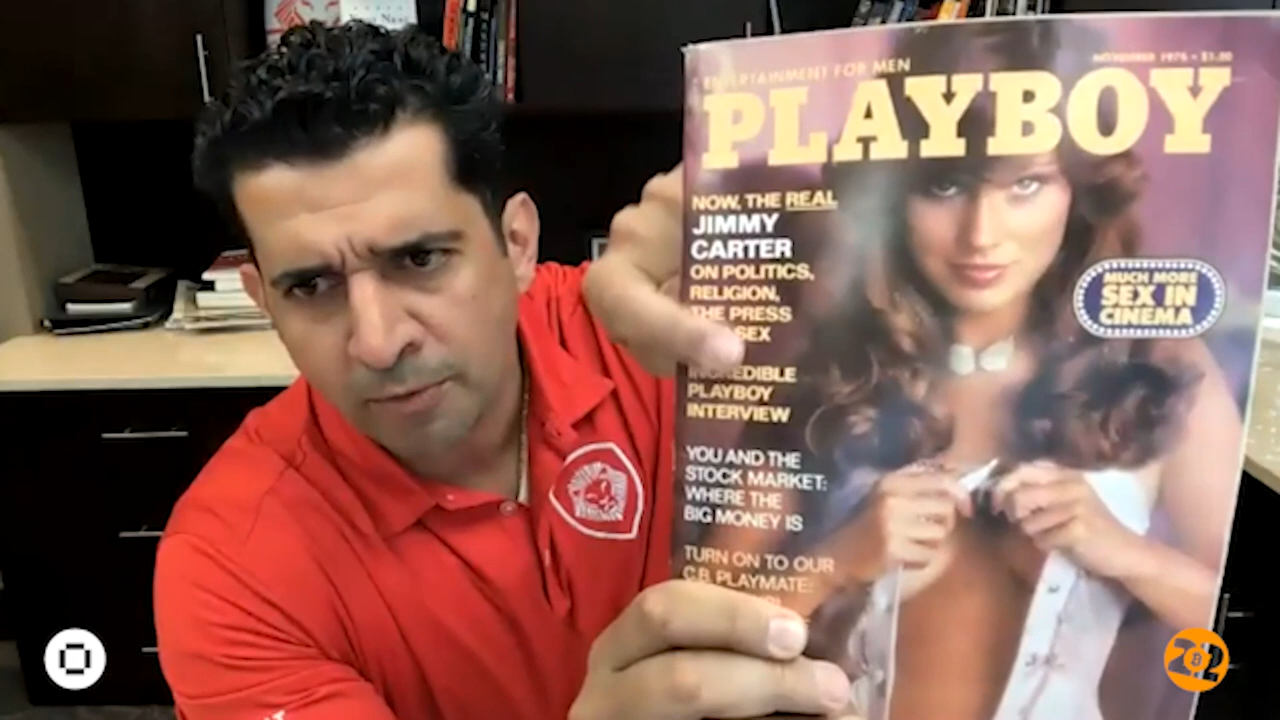 ENTERTAINMENT FOR MEN
NOVEMBER 1976 • $1.50
PLAYBOY
NOW, THE REAL
JIMMY
CARTER
ON POLITICS,
RELIGION,
THE PRESS
SEX
INCREDIBLE
PLAYBOY
INTERVIEW
YOU AND THE
STOCK MARKET:
WHERE THE
BIG MONEY IS
TURN ON TO OUR
C.B. PLAYMATE:
MUCH MORE
SEX IN
CINEMA